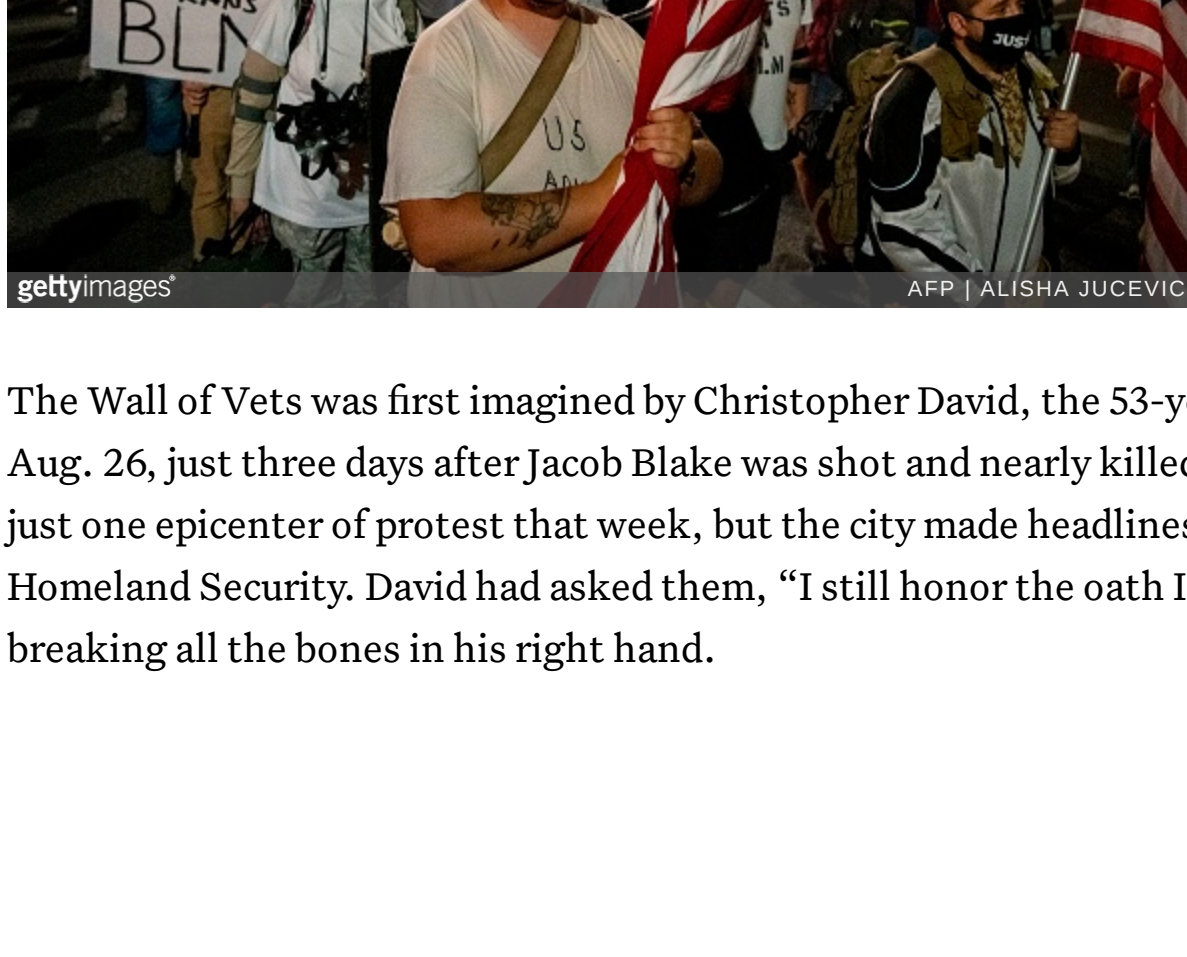 BLM
U.S
JUST
gettyimages®
AFP | ALISHA JUCEVIC
The Wall of Vets was first imagined by Christopher David, the 53-y
Aug. 26, just three days after Jacob Blake was shot and nearly killed
just one epicenter of protest that week, but the city made headlines
Homeland Security. David had asked them, “I still honor the oath I
breaking all the bones in his right hand.